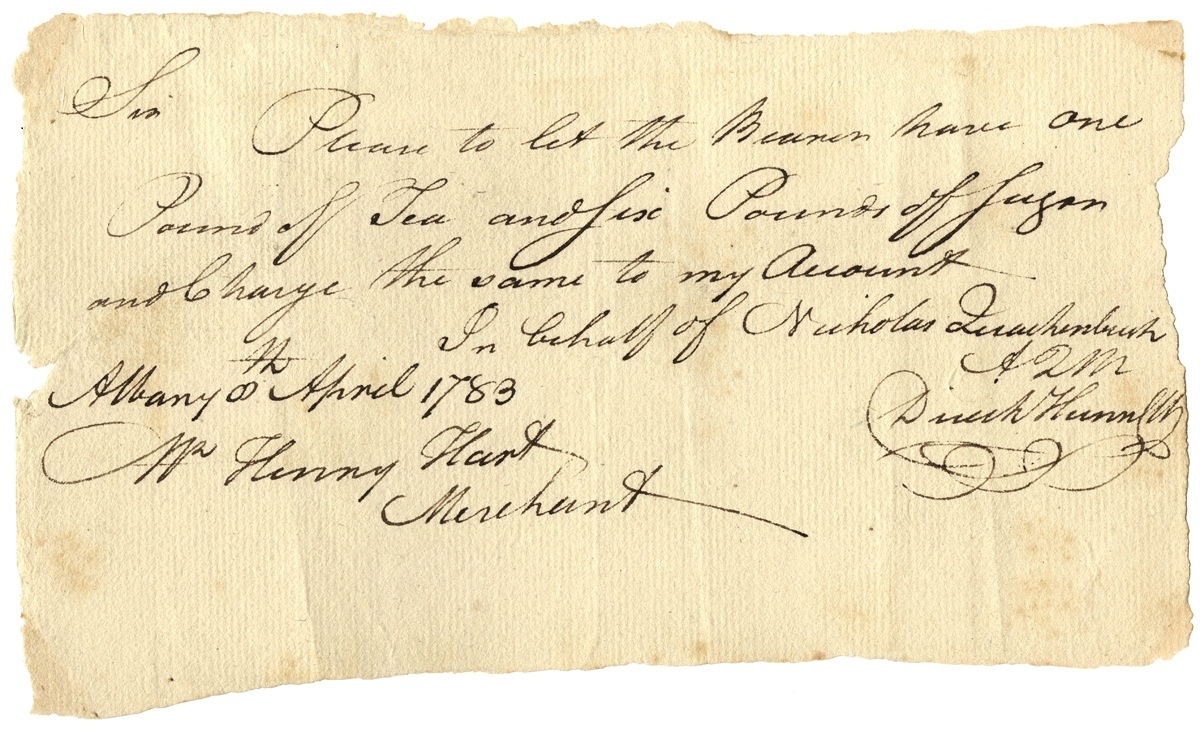 Sir
Please to let the Bearer have one
Pound of Tea and Six Pounds of Sugar
and Charge the same to my Account
In behalf of Nicholas Quackenbush
Albany 8th April 1783
A Q M
Mr Henry Hart
Dirck Hunn
Merchant